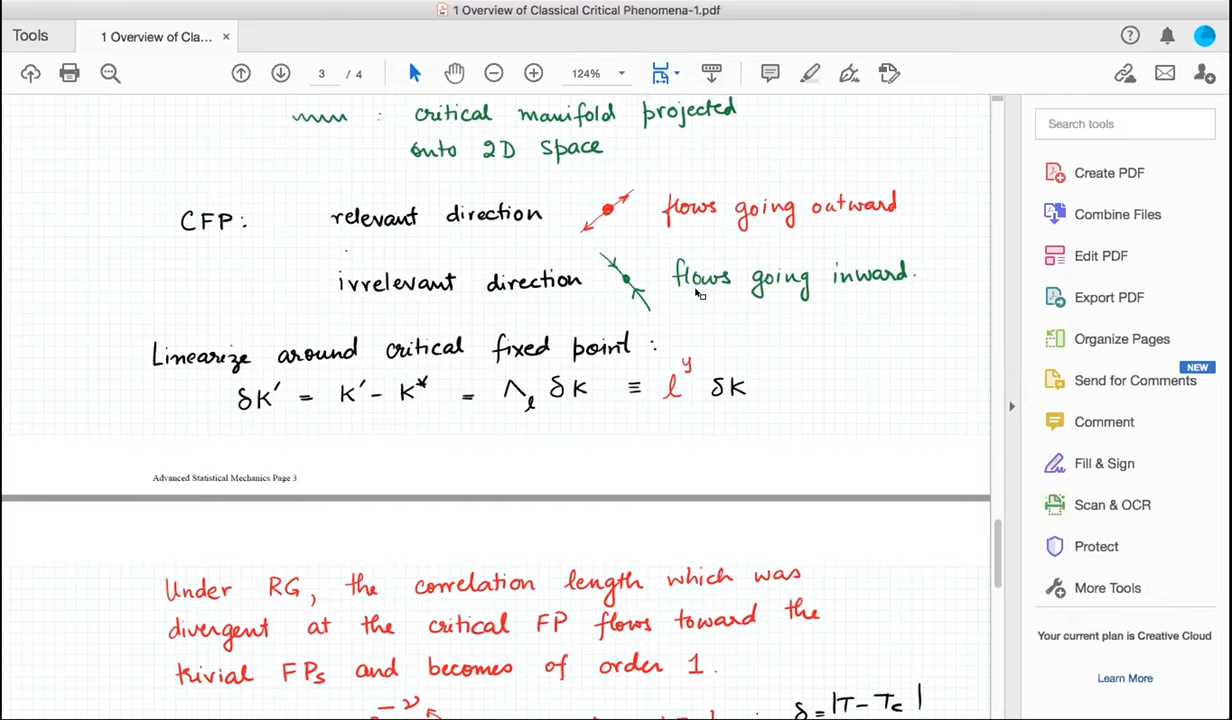 1 Overview of Classical Critical Phenomena-1.pdf
Tools
1 Overview of Cla... ×
3 / 4
124%
critical manifold projected
onto 2D space
CFP: relevant direction flows going outward
irrelevant direction flows going inward.
Linearize around critical fixed point :
δK' = K' - K* = Λ_l δK ≡ l^y δK
Advanced Statistical Mechanics Page 3
Under RG, the correlation length which was
divergent at the critical FP flows toward the
trivial FPs and becomes of order 1.
-ν
δ = |T - Tc|
Search tools
Create PDF
Combine Files
Edit PDF
Export PDF
Organize Pages
NEW
Send for Comments
Comment
Fill & Sign
Scan & OCR
Protect
More Tools
Your current plan is Creative Cloud
Learn More